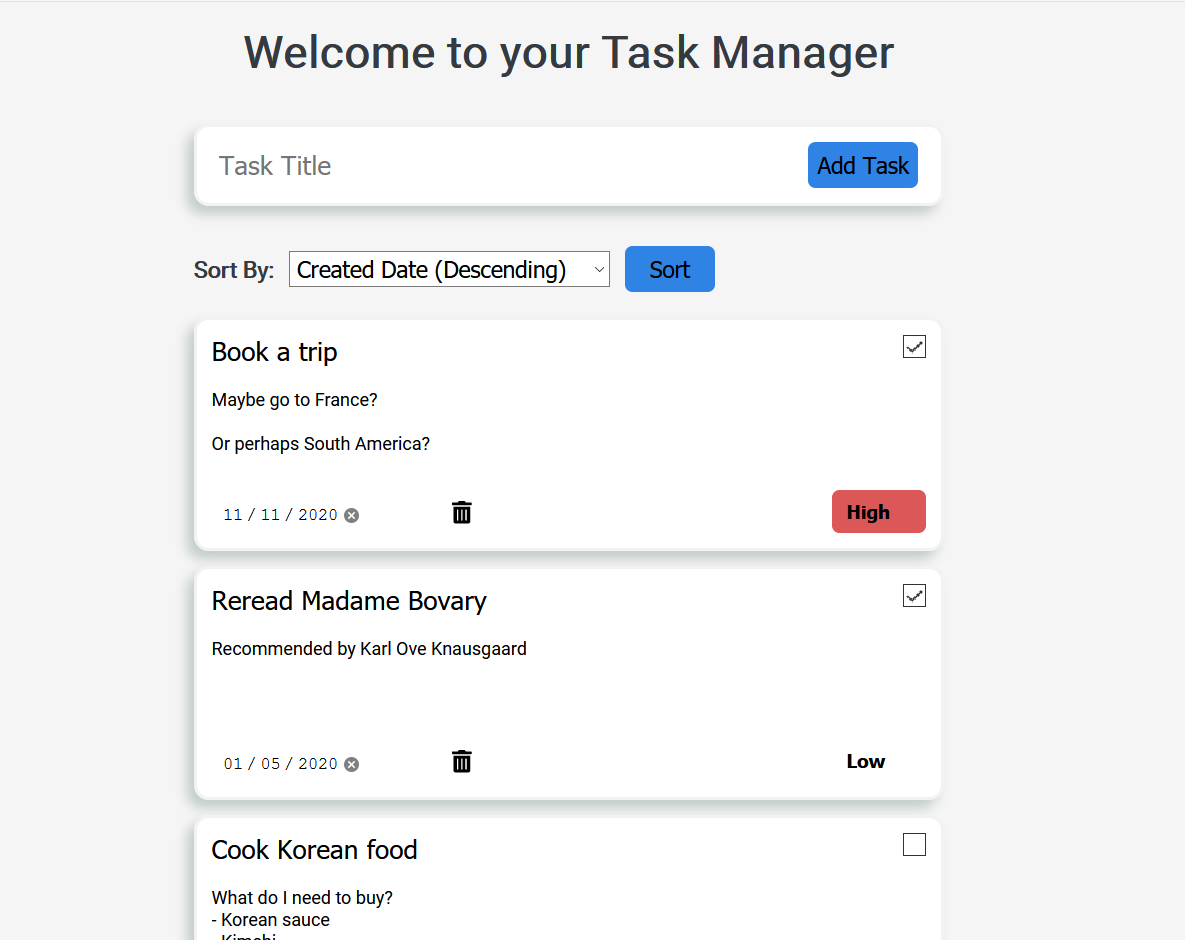 Welcome to your Task Manager
Task Title
Add Task
Sort By:
Created Date (Descending)
Sort
Book a trip
Maybe go to France?
Or perhaps South America?
11 / 11 / 2020
High
Reread Madame Bovary
Recommended by Karl Ove Knausgaard
01 / 05 / 2020
Low
Cook Korean food
What do I need to buy?
- Korean sauce
- Kimchi